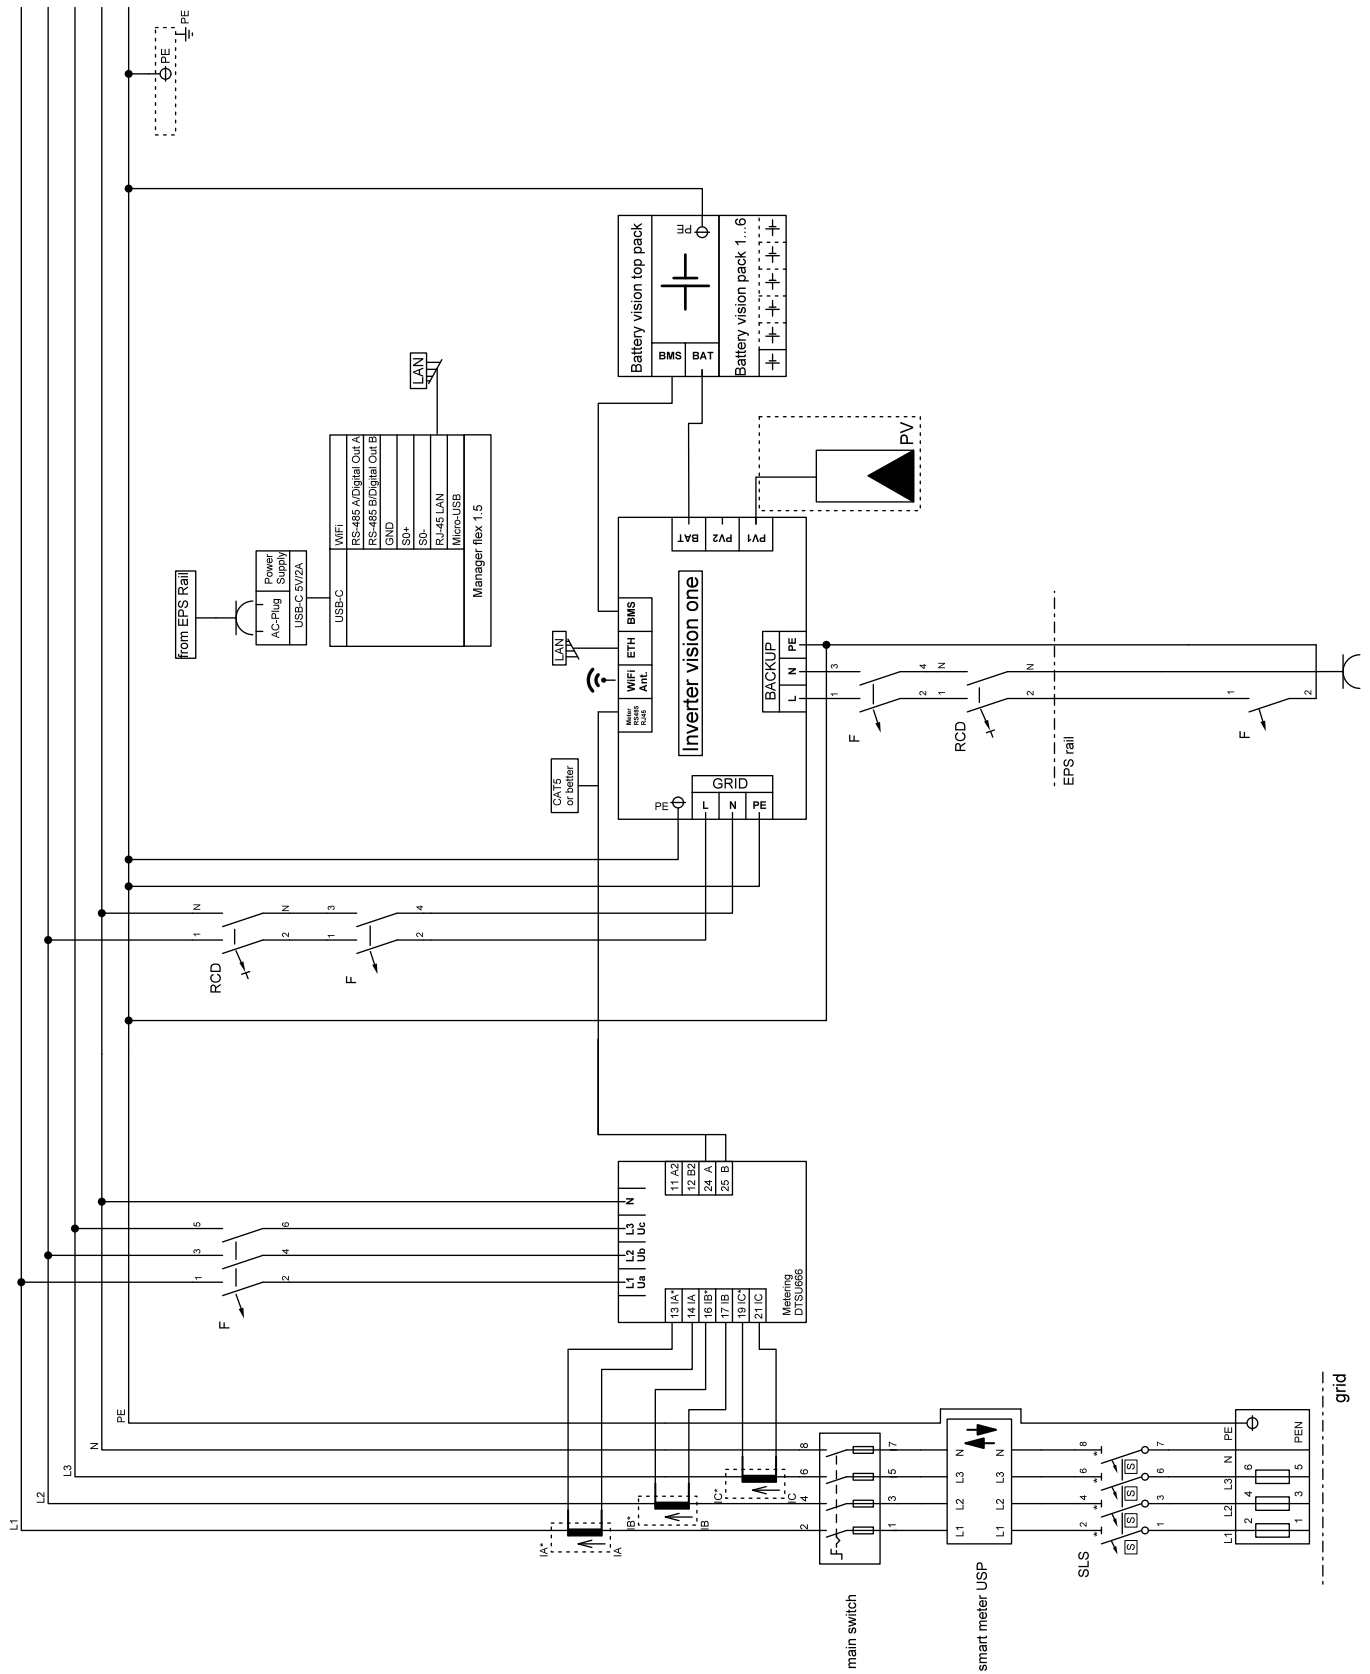 L1
L2
L3
N
PE
PE
PE
from EPS Rail
AC-Plug
Power
Supply
USB-C 5V/2A
USB-C
WiFi
RS-485 A/Digital Out A
RS-485 B/Digital Out B
GND
S0+
S0-
RJ-45 LAN
Micro-USB
Manager flex 1.5
LAN
Battery vision top pack
PE
BMS
BAT
Battery vision pack 1...6
PV
Inverter vision one
BAT
PV2
PV1
BMS
ETH
WiFi
Ant.
Meter
RS485
RJ45
LAN
CAT5
or better
BACKUP
L
N
PE
GRID
PE
L
N
PE
1
3
F
2
4
1
N
RCD
2
N
EPS rail
1
F
2
1
N
RCD
2
N
1
3
F
2
4
1
3
5
F
2
4
6
L1
Ua
L2
Ub
L3
Uc
N
11 A2
12 B2
24 A
25 B
13 IA*
14 IA
16 IB*
17 IB
19 IC*
21 IC
Metering
DTSU666
IA*
IA
IB*
IB
IC*
IC
2
4
6
8
1
3
5
7
main switch
L1
L2
L3
N
L1
L2
L3
N
smart meter USP
2
4
6
8
*
*
*
*
S
S
S
S
SLS
1
3
6
7
L1
L2
L3
N
PE
2
4
6
1
3
5
PEN
grid